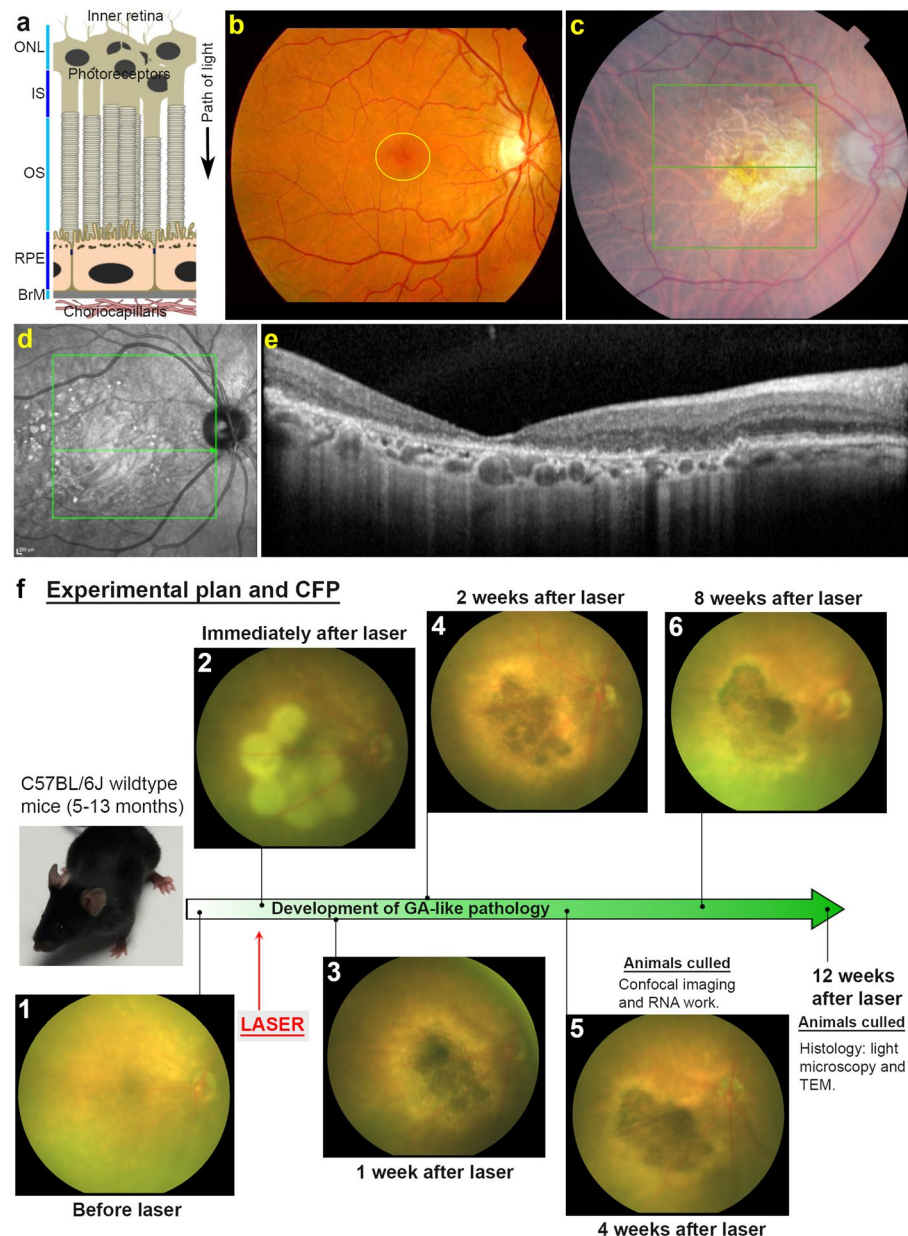 a
Inner retina
ONL
Photoreceptors
IS
Path of light
OS
RPE
BrM
Choriocapillaris
b
c
d
200 µm
e
f Experimental plan and CFP
2 weeks after laser
8 weeks after laser
Immediately after laser
4
6
2
C57BL/6J wildtype
mice (5-13 months)
Development of GA-like pathology
1
LASER
3
Animals culled
Confocal imaging
and RNA work.
5
12 weeks
after laser
Animals culled
Histology: light
microscopy and
TEM.
1 week after laser
Before laser
4 weeks after laser